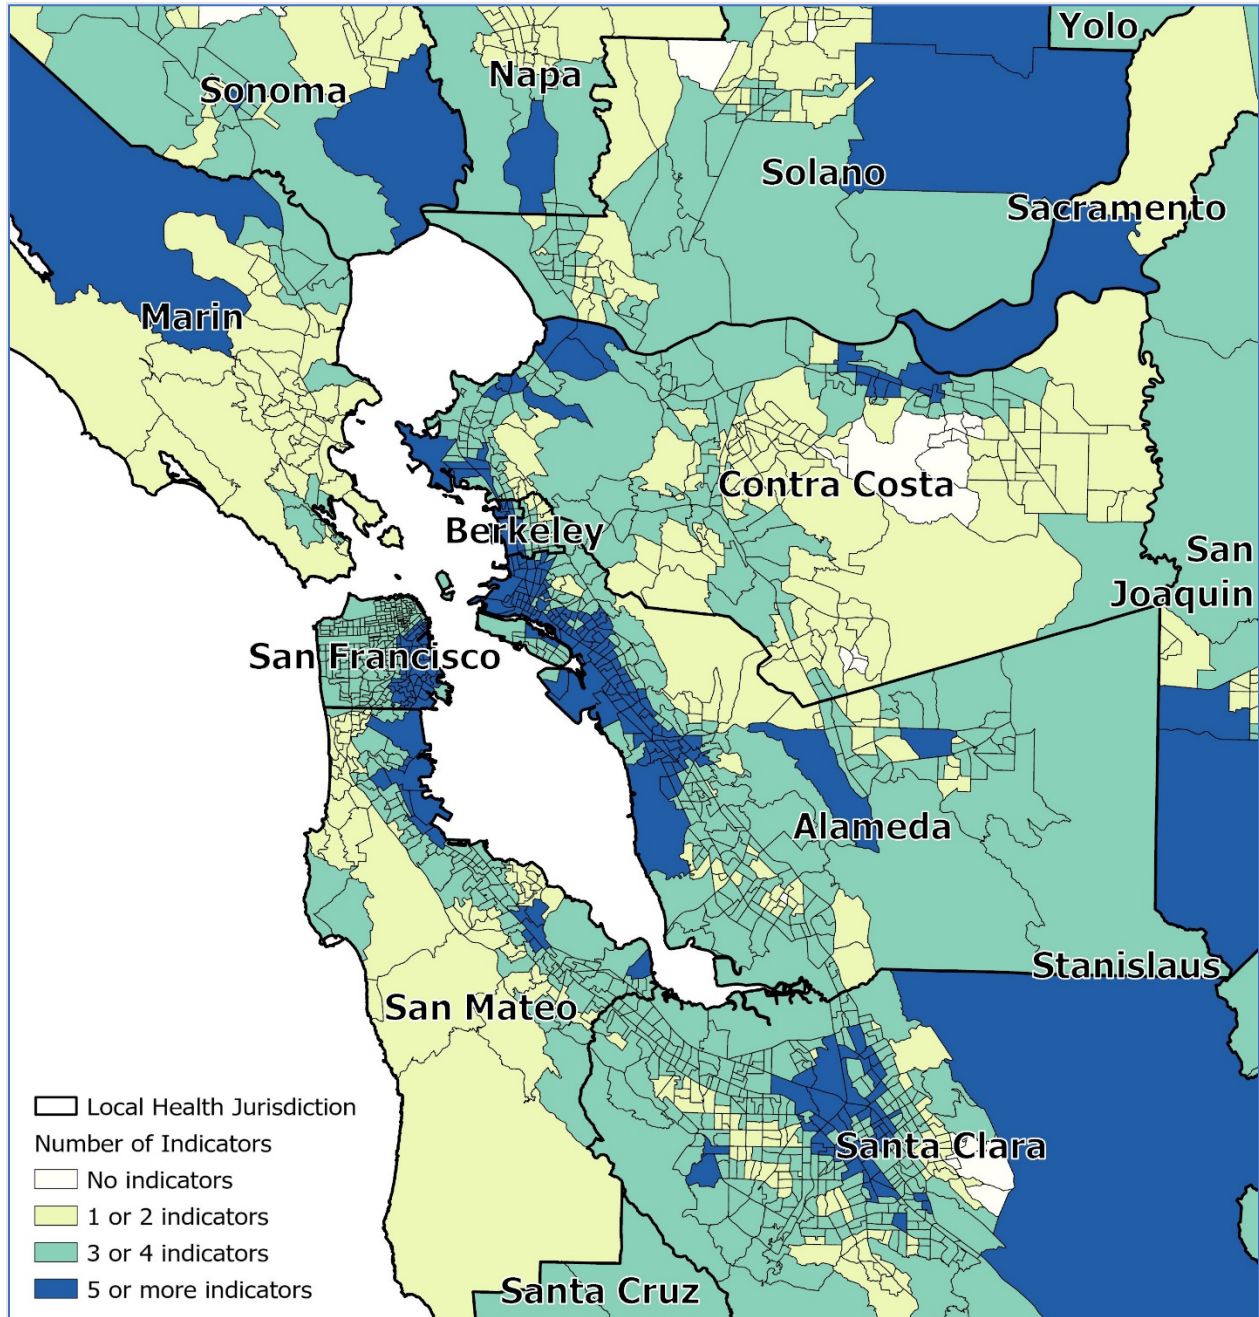 Yolo
Napa
Sonoma
Solano
Sacramento
Marin
Contra Costa
Berkeley
San
Joaquin
San Francisco
Alameda
Stanislaus
San Mateo
Local Health Jurisdiction
Number of Indicators
Santa Clara
No indicators
1 or 2 indicators
3 or 4 indicators
5 or more indicators
Santa Cruz